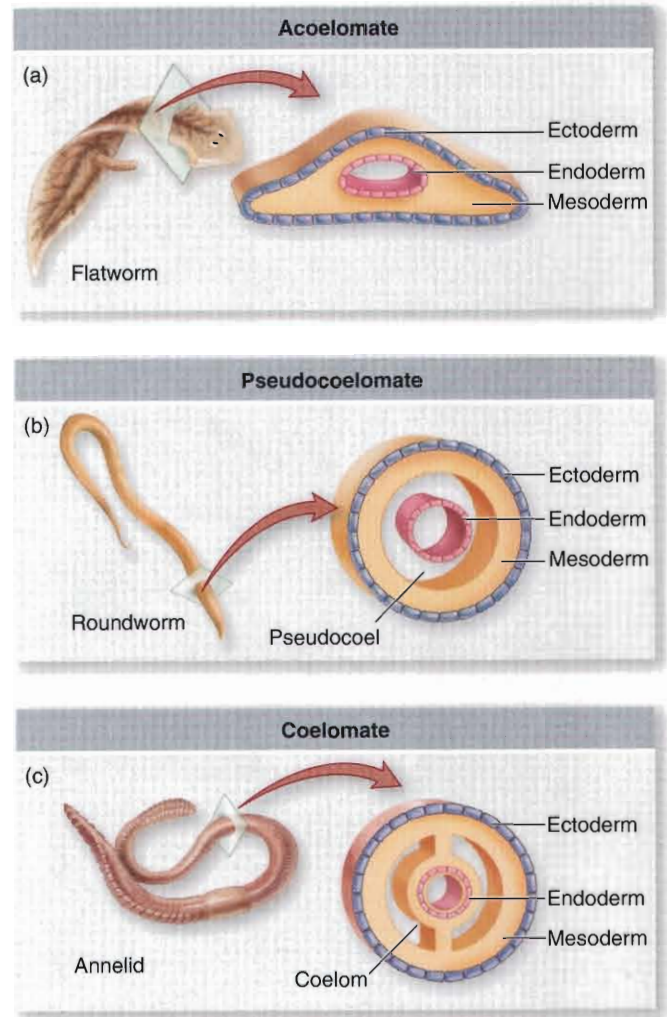 Acoelomate
(a)
Ectoderm
Endoderm
Mesoderm
Flatworm
Pseudocoelomate
(b)
Ectoderm
Endoderm
Mesoderm
Roundworm
Pseudocoel
Coelomate
(c)
Ectoderm
Endoderm
Mesoderm
Annelid
Coelom